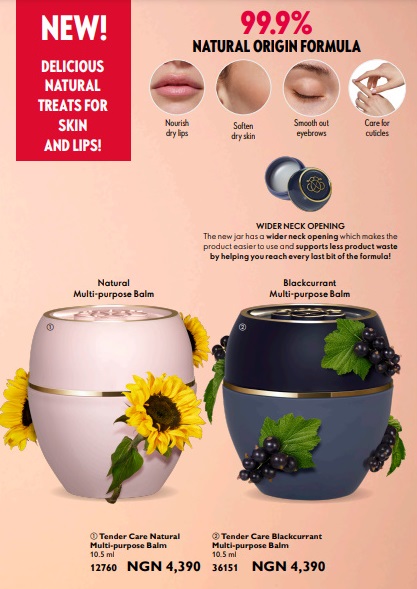 NEW!
DELICIOUS
NATURAL
TREATS FOR
SKIN
AND LIPS!
99.9%
NATURAL ORIGIN FORMULA
Nourish
dry lips
Soften
dry skin
Smooth out
eyebrows
Care for
cuticles
WIDER NECK OPENING
The new jar has a wider neck opening which makes the
product easier to use and supports less product waste
by helping you reach every last bit of the formula!
Natural
Multi-purpose Balm
Blackcurrant
Multi-purpose Balm
①
②
① Tender Care Natural
Multi-purpose Balm
10.5 ml
12760 NGN 4,390
② Tender Care Blackcurrant
Multi-purpose Balm
10.5 ml
36151 NGN 4,390